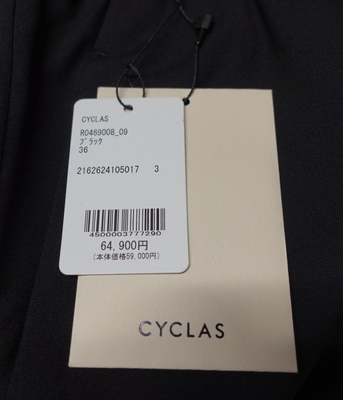 CYCLAS
R0469008_09
ブラック
36
2162624105017 3
4500003777290
64,900円
(本体価格59,000円)
CYCLAS